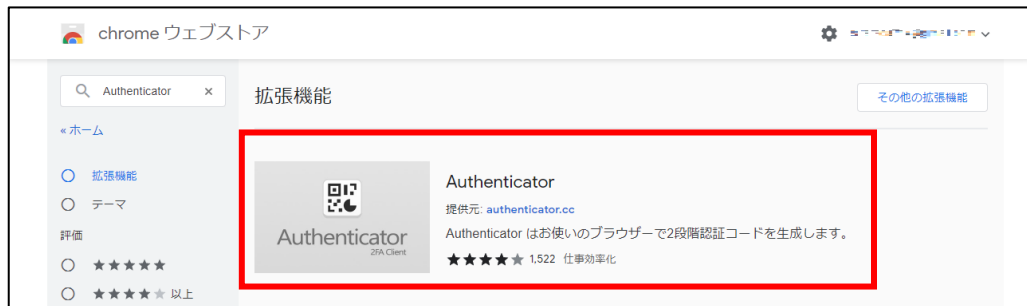 chrome ウェブストア
Authenticator ×
拡張機能
その他の拡張機能
«ホーム
拡張機能
テーマ
評価
★★★★★
★★★★★ 以上
Authenticator
2FA Client
Authenticator
提供元: authenticator.cc
Authenticator はお使いのブラウザーで2段階認証コードを生成します。
★★★★★ 1,522 仕事効率化